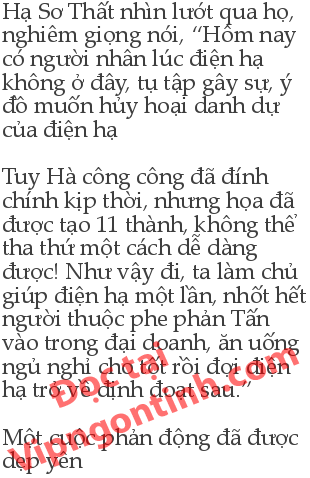 Hạ Sơ Thất nhìn lướt qua họ,
nghiêm giọng nói, “Hôm nay
có người nhân lúc điện hạ
không ở đây, tụ tập gây sự, ý
đồ muốn hủy hoại danh dự
của điện hạ
Tuy Hà công công đã đính
chính kịp thời, nhưng họa đã
được tạo 11 thành, không thể
tha thứ một cách dễ dàng
được! Như vậy đi, ta làm chủ
giúp điện hạ một lần, nhốt hết
người thuộc phe phản Tấn
vào trong đại doanh, ăn uống
ngủ nghỉ cho tốt rồi đợi điện
hạ trở về định đoạt sau.”
Một cuộc phản động đã được
dẹp yên
Đọc tại
Vipngontinh.com